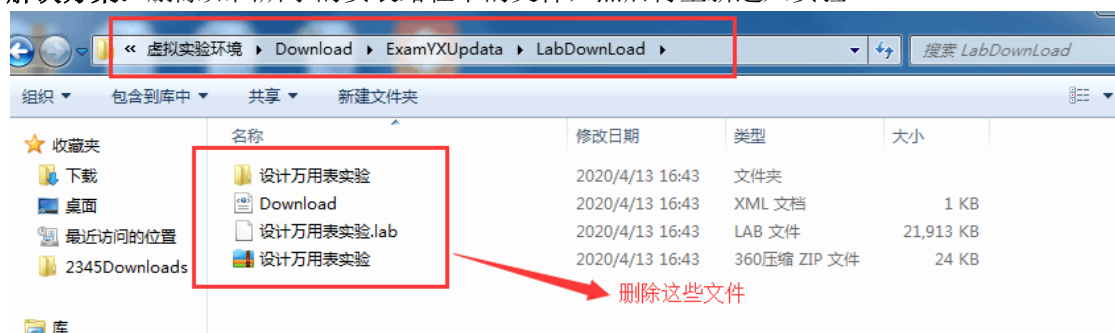 « 虚拟实验环境 ▸ Download ▸ ExamYXUpdata ▸ LabDownLoad ▸ 搜索 LabDownLoad
组织 ▼ 包含到库中 ▼ 共享 ▼ 新建文件夹
收藏夹 名称 修改日期 类型 大小
下载 设计万用表实验 2020/4/13 16:43 文件夹
桌面 Download 2020/4/13 16:43 XML 文档 1 KB
最近访问的位置 设计万用表实验.lab 2020/4/13 16:43 LAB 文件 21,913 KB
2345Downloads 设计万用表实验 2020/4/13 16:43 360压缩 ZIP 文件 24 KB
删除这些文件
库